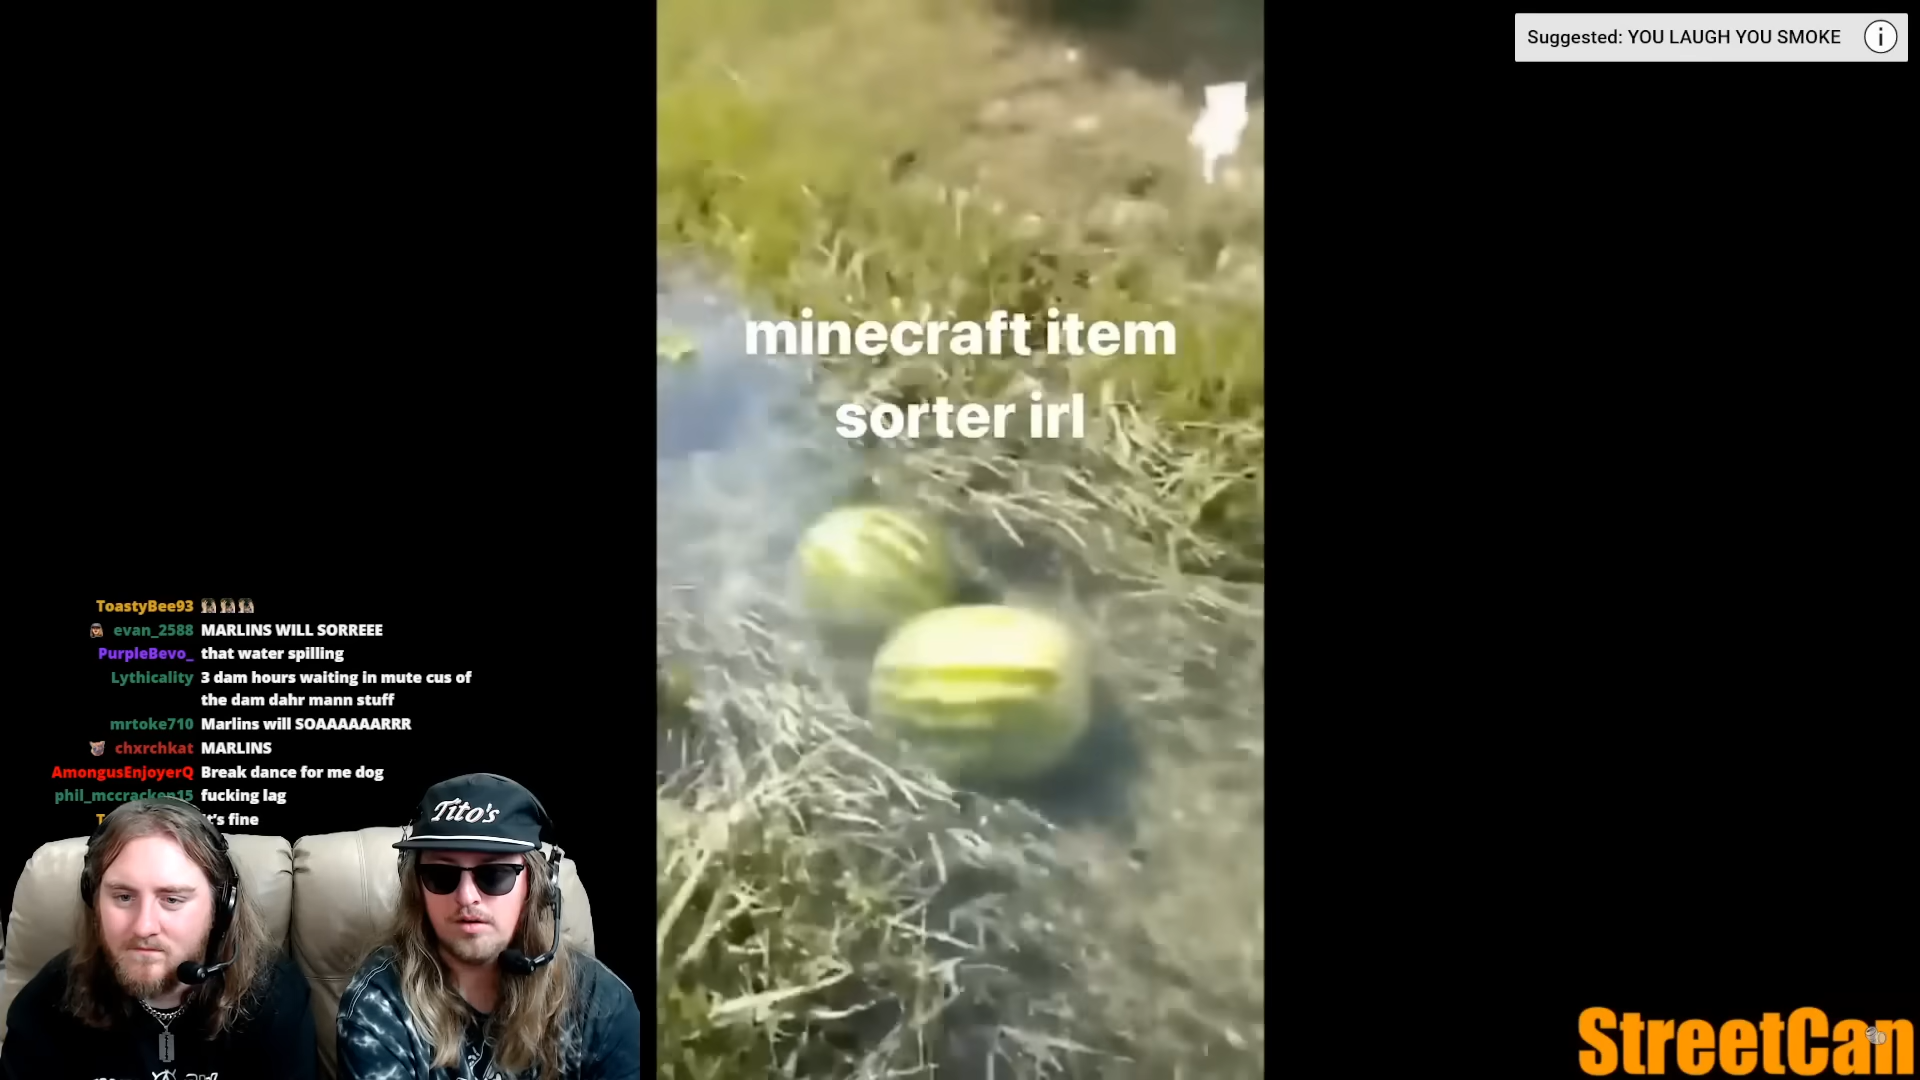 Suggested: YOU LAUGH YOU SMOKE
minecraft item
sorter irl
ToastyBee93
evan_2588 MARLINS WILL SORREEE
PurpleBevo_ that water spilling
Lythicality 3 dam hours waiting in mute cus of
the dam dahr mann stuff
mrtoke710 Marlins will SOAAAAAARRR
chxrchkat MARLINS
AmongusEnjoyerQ Break dance for me dog
phil_mccracken15 fucking lag
it's fine
Tito's
StreetCan